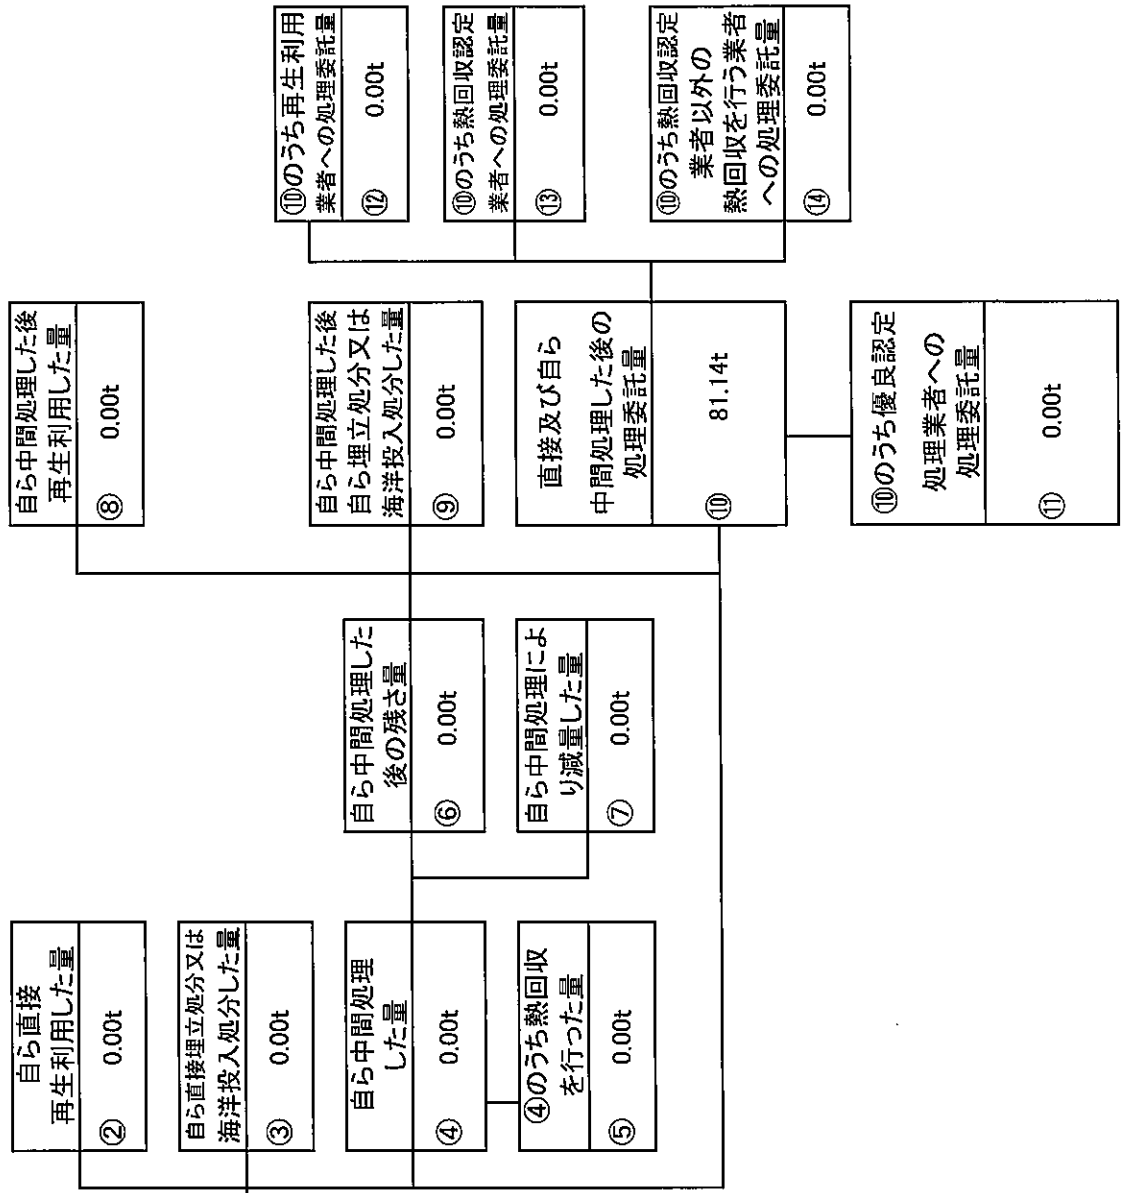 自ら直接
再生利用した量
② 0.00t
自ら直接埋立処分又は
海洋投入処分した量
③ 0.00t
自ら中間処理
した量
④ 0.00t
④のうち熱回収
を行った量
⑤ 0.00t
自ら中間処理した
後の残さ量
⑥ 0.00t
自ら中間処理によ
り減量した量
⑦ 0.00t
自ら中間処理した後
再生利用した量
⑧ 0.00t
自ら中間処理した後
自ら埋立処分又は
海洋投入処分した量
⑨ 0.00t
直接及び自ら
中間処理した後の
処理委託量
⑩ 81.14t
⑩のうち優良認定
処理業者への
処理委託量
⑪ 0.00t
⑩のうち再生利用
業者への処理委託量
⑫ 0.00t
⑩のうち熱回収認定
業者への処理委託量
⑬ 0.00t
⑩のうち熱回収認定
業者以外の
熱回収を行う業者
への処理委託量
⑭ 0.00t